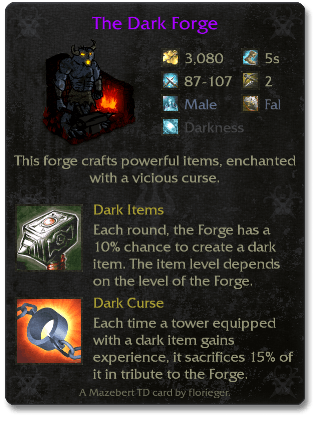 The Dark Forge
3,080 5s
87-107 2
Male Fal
Darkness
This forge crafts powerful items, enchanted
with a vicious curse.
Dark Items
Each round, the Forge has a
10% chance to create a dark
item. The item level depends
on the level of the Forge.
Dark Curse
Each time a tower equipped
with a dark item gains
experience, it sacrifices 15% of
it in tribute to the Forge.
A Mazebert TD card by florieger.